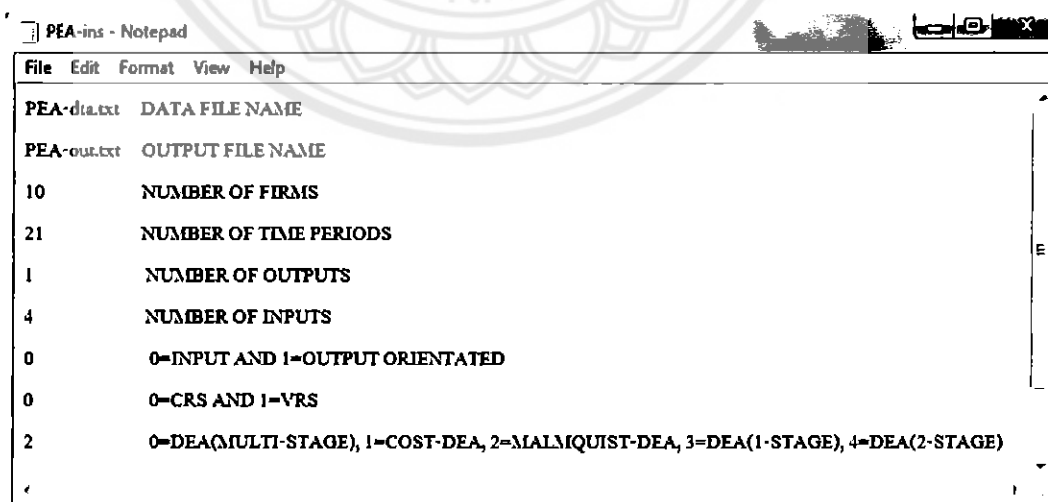 PEA-ins - Notepad
File Edit Format View Help
PEA-dta.txt DATA FILE NAME
PEA-out.txt OUTPUT FILE NAME
10 NUMBER OF FIRMS
21 NUMBER OF TIME PERIODS
1 NUMBER OF OUTPUTS
4 NUMBER OF INPUTS
0 0=INPUT AND 1=OUTPUT ORIENTATED
0 0=CRS AND 1=VRS
2 0=DEA(MULTI-STAGE), 1=COST-DEA, 2=MALMQUIST-DEA, 3=DEA(1-STAGE), 4=DEA(2-STAGE)